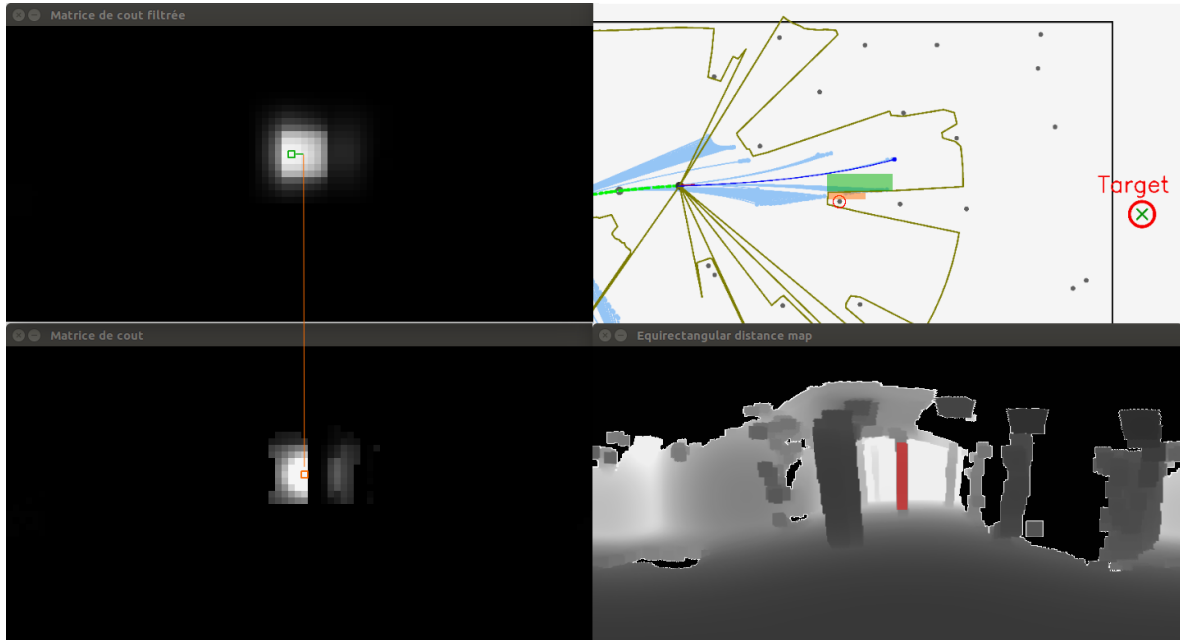 Matrice de cout filtrée
Target
Matrice de cout
Equirectangular distance map